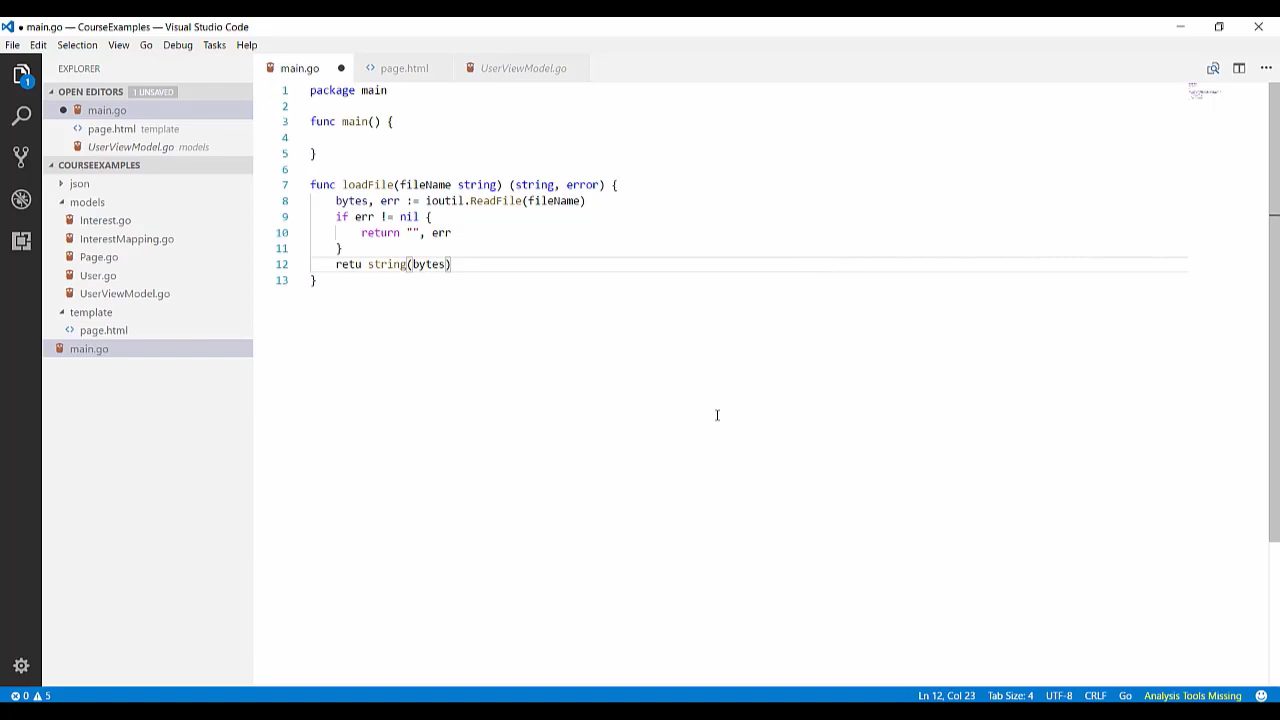 ● main.go — CourseExamples — Visual Studio Code
File Edit Selection View Go Debug Tasks Help
EXPLORER
main.go ●
page.html
UserViewModel.go
1
OPEN EDITORS 1 UNSAVED
● main.go
page.html template
UserViewModel.go models
COURSEEXAMPLES
json
models
Interest.go
InterestMapping.go
Page.go
User.go
UserViewModel.go
template
page.html
main.go
1 package main
2
3 func main() {
4
5 }
6
7 func loadFile(fileName string) (string, error) {
8 bytes, err := ioutil.ReadFile(fileName)
9 if err != nil {
10 return "", err
11 }
12 retu string(bytes)
13 }
0 5 Ln 12, Col 23 Tab Size: 4 UTF-8 CRLF Go Analysis Tools Missing